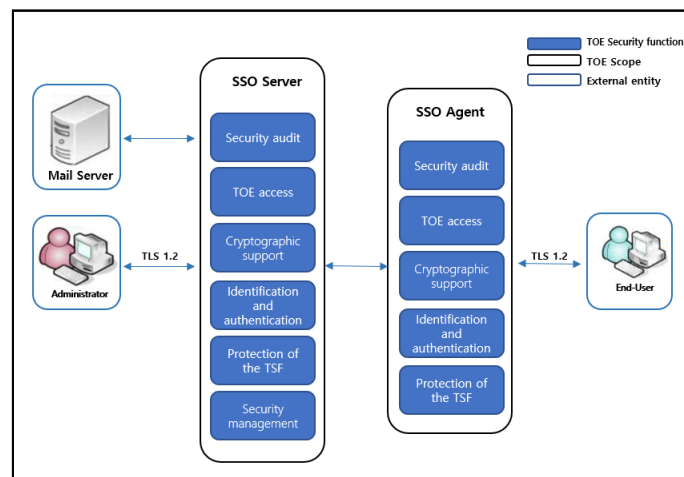 TOE Security function
TOE Scope
External entity
SSO Server
Security audit
TOE access
Cryptographic
support
Identification
and
authentication
Protection of
the TSF
Security
management
SSO Agent
Security audit
TOE access
Cryptographic
support
Identification
and
authentication
Protection of
the TSF
Mail Server
TLS 1.2
Administrator
TLS 1.2
End-User